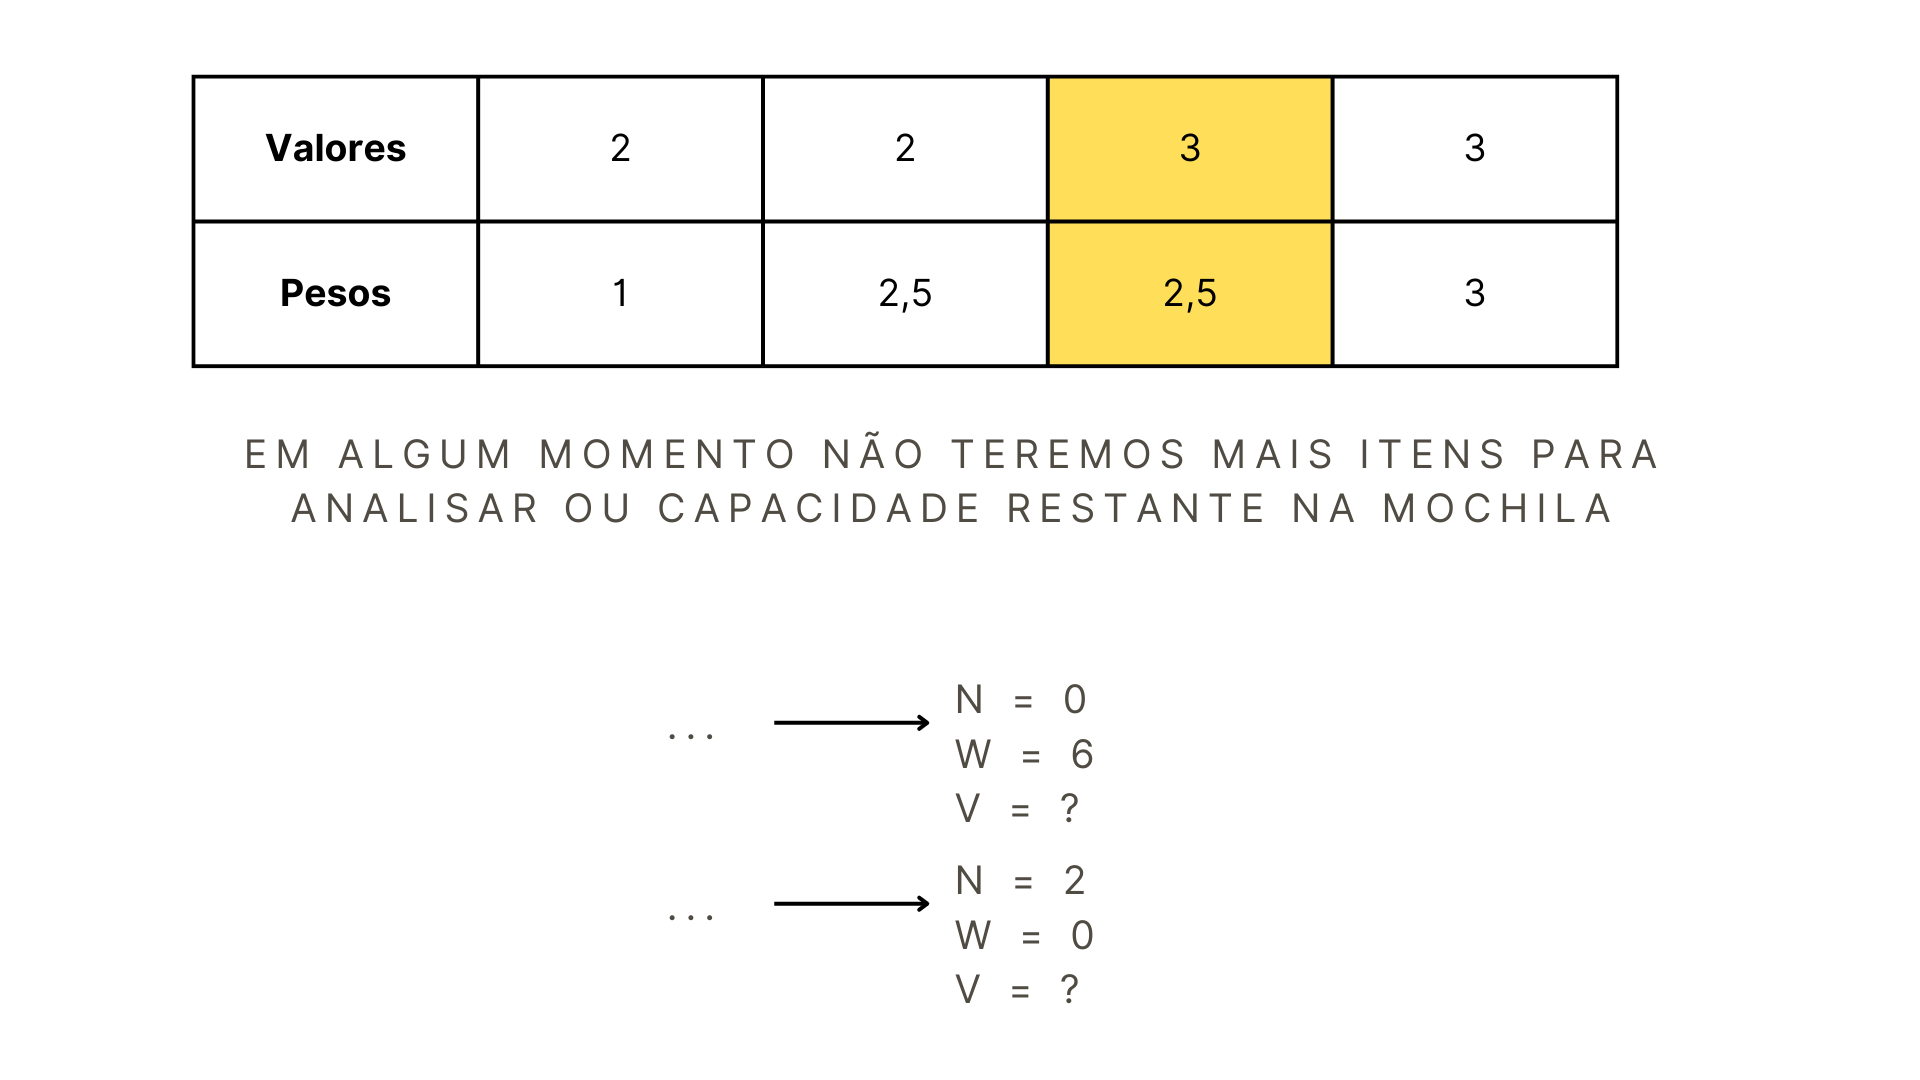 Valores 2 2 3 3
Pesos 1 2,5 2,5 3
EM ALGUM MOMENTO NÃO TEREMOS MAIS ITENS PARA
ANALISAR OU CAPACIDADE RESTANTE NA MOCHILA
N = 0
... W = 6
V = ?
N = 2
... W = 0
V = ?